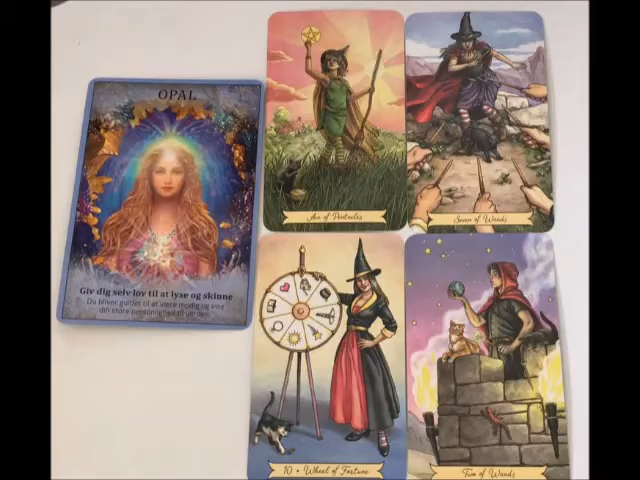 OPAL
Giv dig selv lov til at lyse og skinne
Du bliver guidet til at være modig og vise
din store personlighed til verden.
Ace of Pentacles
Seven of Wands
10 • Wheel of Fortune
Two of Wands